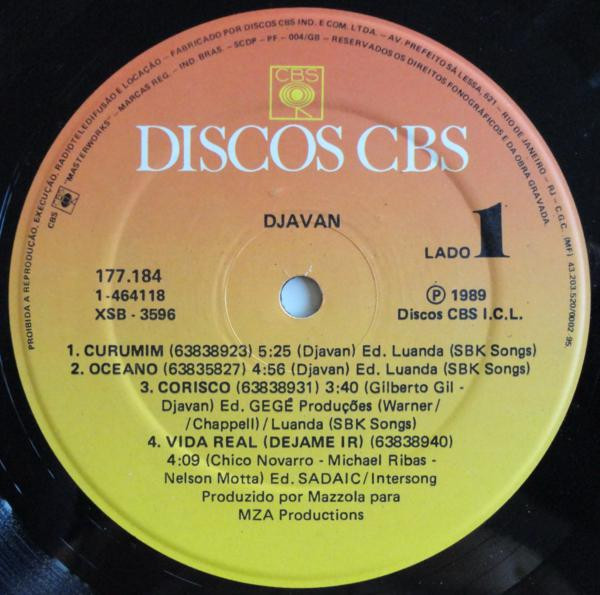 PROIBIDA A REPRODUÇÃO, EXECUÇÃO, RADIOTELEDIFUSÃO E LOCAÇÃO - FABRICADO POR DISCOS CBS IND. E COM. LTDA. - AV. PREFEITO SÁ LESSA, 621 - RIO DE JANEIRO - RJ - C.G.C. (MF) 43.203.520/0002 95.
CBS "MASTERWORKS" - MARCAS REG. - IND. BRAS. - SCDP - PF - 004/GB - RESERVADOS OS DIREITOS FONOGRÁFICOS E DA OBRA GRAVADA.
CBS
DISCOS CBS
DJAVAN
LADO 1
177.184
1-464118
XSB - 3596
Ⓟ 1989
Discos CBS I.C.L.
1. CURUMIM (63838923) 5:25 (Djavan) Ed. Luanda (SBK Songs)
2. OCEANO (63835827) 4:56 (Djavan) Ed. Luanda (SBK Songs)
3. CORISCO (63838931) 3:40 (Gilberto Gil -
Djavan) Ed. GEGÊ Produções (Warner/
/Chappell)/Luanda (SBK Songs)
4. VIDA REAL (DEJAME IR) (63838940)
4:09 (Chico Novarro - Michael Ribas -
Nelson Motta) Ed. SADAIC/Intersong
Produzido por Mazzola para
MZA Productions